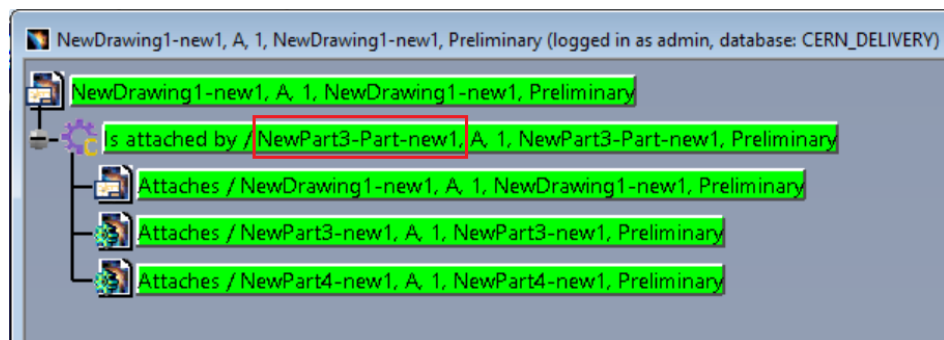 NewDrawing1-new1, A, 1, NewDrawing1-new1, Preliminary (logged in as admin, database: CERN_DELIVERY)
NewDrawing1-new1, A, 1, NewDrawing1-new1, Preliminary
Is attached by / NewPart3-Part-new1, A, 1, NewPart3-Part-new1, Preliminary
Attaches / NewDrawing1-new1, A, 1, NewDrawing1-new1, Preliminary
Attaches / NewPart3-new1, A, 1, NewPart3-new1, Preliminary
Attaches / NewPart4-new1, A, 1, NewPart4-new1, Preliminary